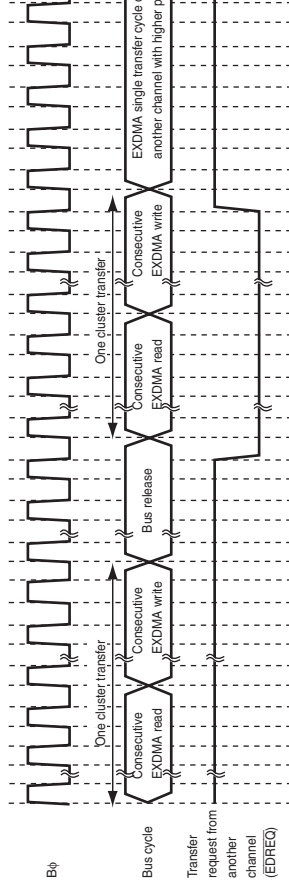 Bϕ
Bus cycle
Transfer
request from
another
channel
(EDREQ)
One cluster transfer
One cluster transfer
Consecutive
EXDMA read
Consecutive
EXDMA write
Bus release
Consecutive
EXDMA read
Consecutive
EXDMA write
EXDMA single transfer cycle
another channel with higher